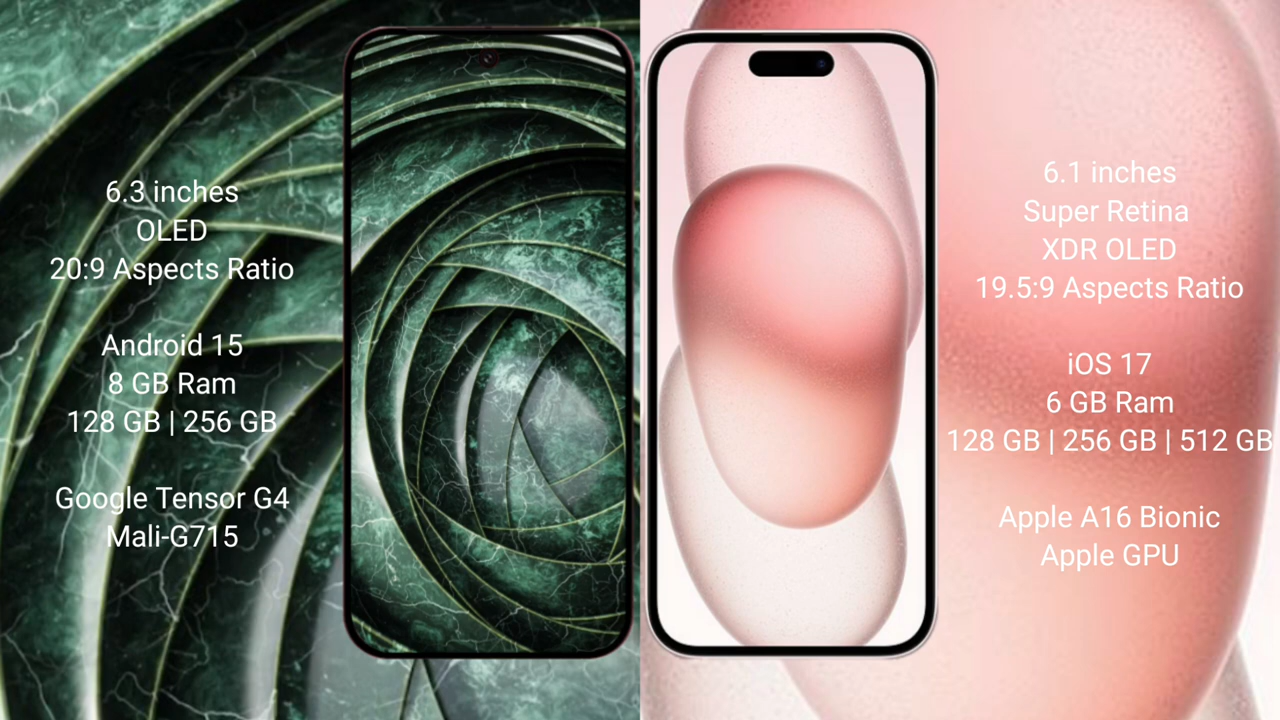 6.3 inches
OLED
20:9 Aspects Ratio
Android 15
8 GB Ram
128 GB | 256 GB
Google Tensor G4
Mali-G715
6.1 inches
Super Retina
XDR OLED
19.5:9 Aspects Ratio
iOS 17
6 GB Ram
128 GB | 256 GB | 512 GB
Apple A16 Bionic
Apple GPU